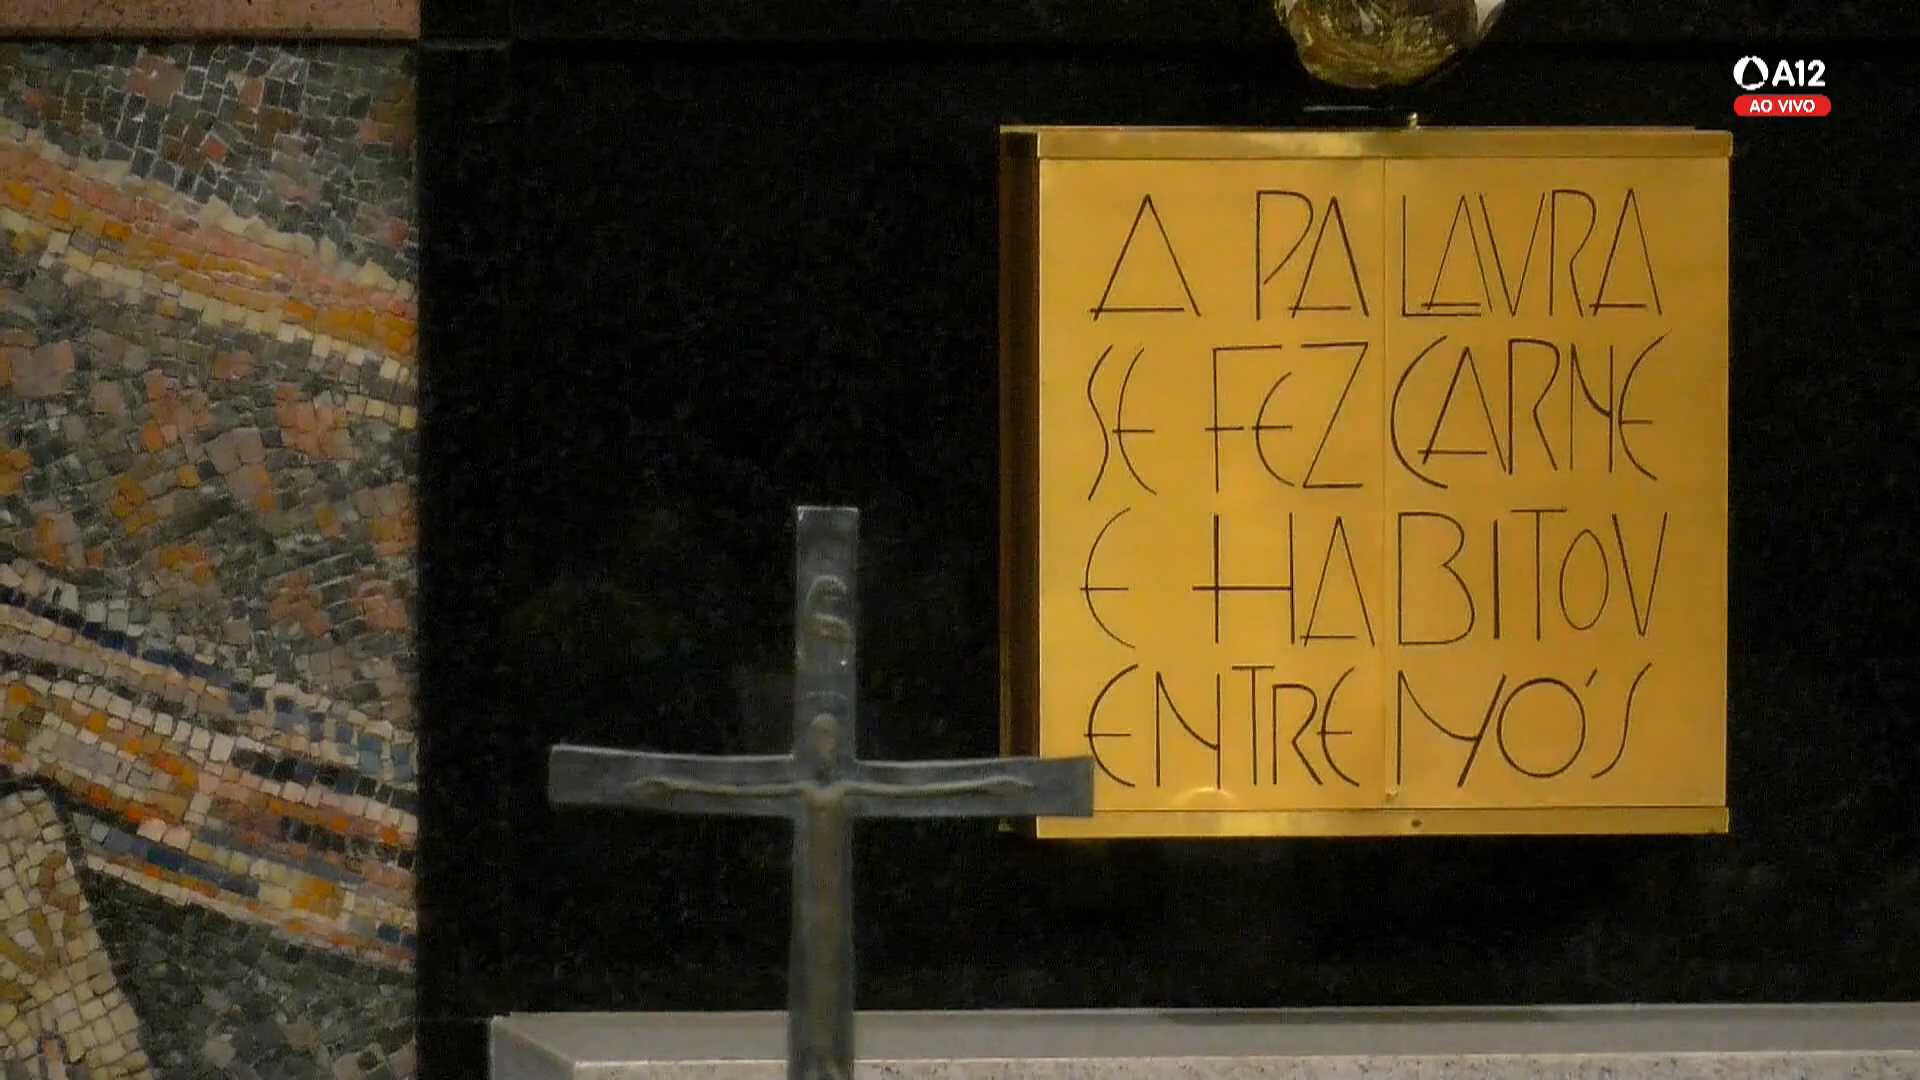 A12
AO VIVO
A PALAVRA
SE FEZ CARNE
E HABITOV
ENTRE NÓS